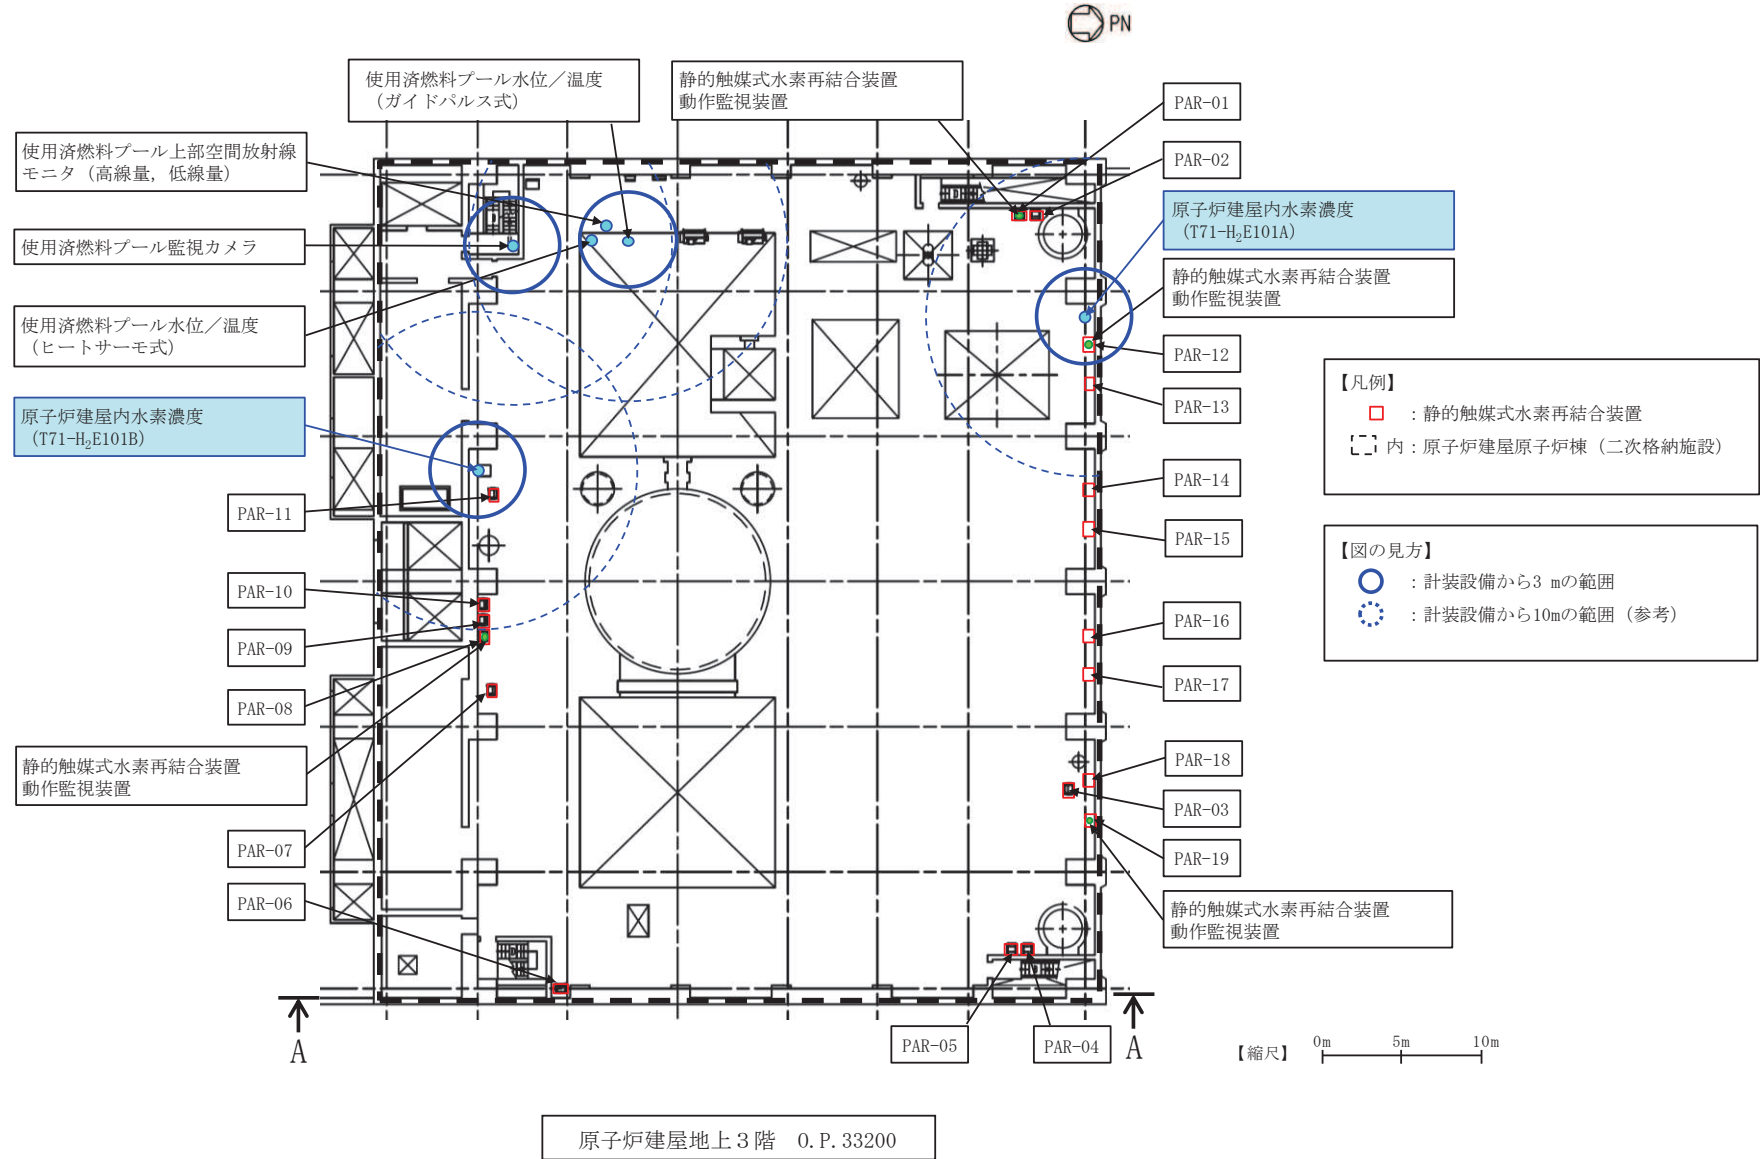 PN
使用済燃料プール水位／温度
（ガイドパルス式）
静的触媒式水素再結合装置
動作監視装置
PAR-01
使用済燃料プール上部空間放射線
モニタ（高線量，低線量）
PAR-02
原子炉建屋内水素濃度
（T71-H₂E101A）
使用済燃料プール監視カメラ
静的触媒式水素再結合装置
動作監視装置
使用済燃料プール水位／温度
（ヒートサーモ式）
PAR-12
PAR-13
原子炉建屋内水素濃度
（T71-H₂E101B）
【凡例】
：静的触媒式水素再結合装置
内：原子炉建屋原子炉棟（二次格納施設）
PAR-14
PAR-11
PAR-15
【図の見方】
：計装設備から3 mの範囲
：計装設備から10mの範囲（参考）
PAR-10
PAR-16
PAR-09
PAR-17
PAR-08
静的触媒式水素再結合装置
動作監視装置
PAR-18
PAR-03
PAR-07
PAR-19
PAR-06
静的触媒式水素再結合装置
動作監視装置
A
PAR-05
PAR-04
A
【縮尺】
0m 5m 10m
原子炉建屋地上３階 O.P.33200